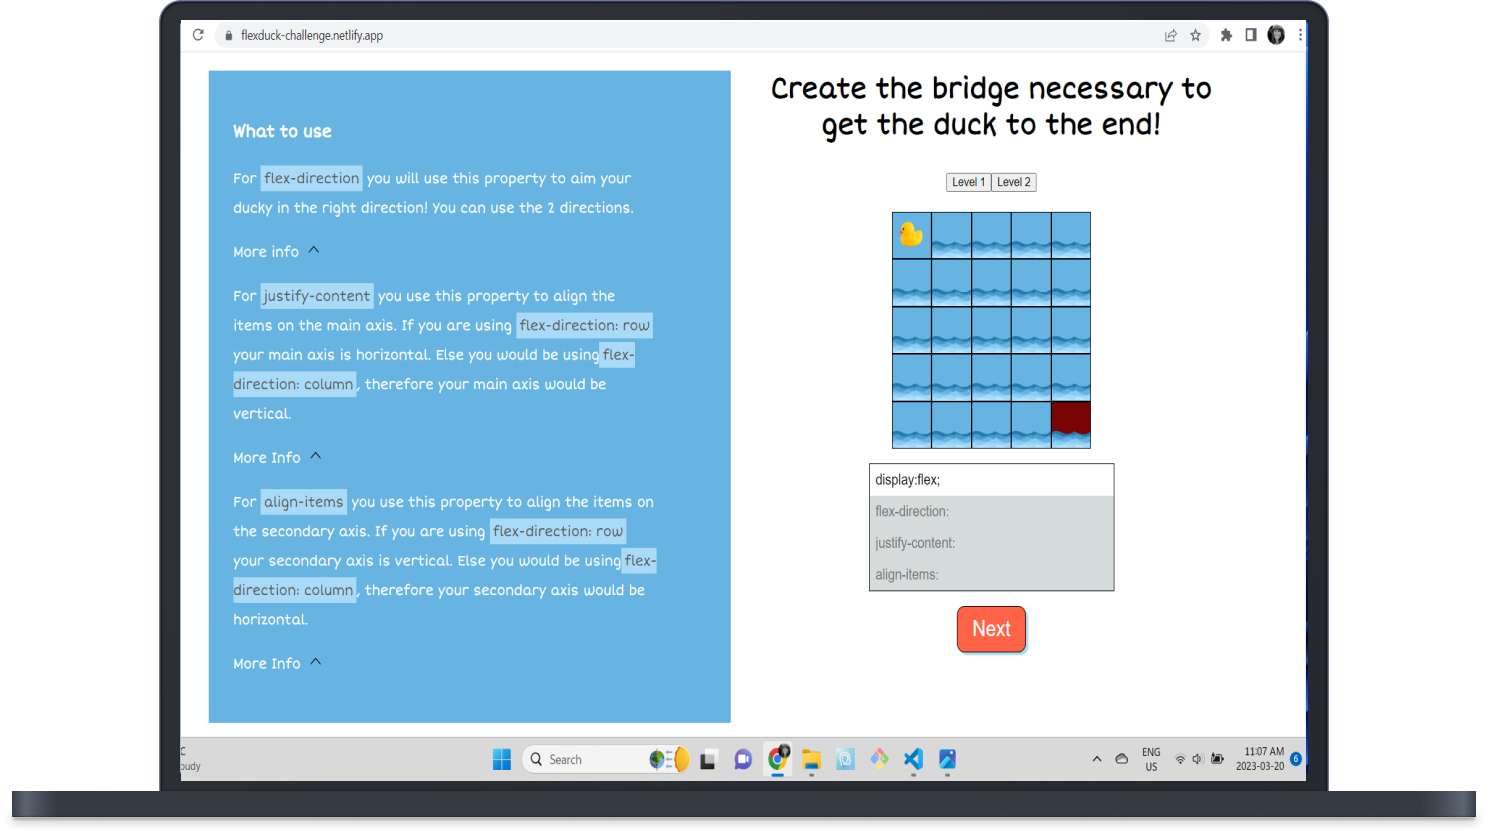 flexduck-challenge.netlify.app
What to use
For flex-direction you will use this property to aim your
ducky in the right direction! You can use the 2 directions.
More info
For justify-content you use this property to align the
items on the main axis. If you are using flex-direction: row
your main axis is horizontal. Else you would be using flex-
direction: column, therefore your main axis would be
vertical.
More Info
For align-items you use this property to align the items on
the secondary axis. If you are using flex-direction: row
your secondary axis is vertical. Else you would be using flex-
direction: column, therefore your secondary axis would be
horizontal.
More Info
Create the bridge necessary to
get the duck to the end!
Level 1 Level 2
display:flex;
flex-direction:
justify-content:
align-items:
Next
C
oudy
Search
ENG
US
11:07 AM
2023-03-20
6